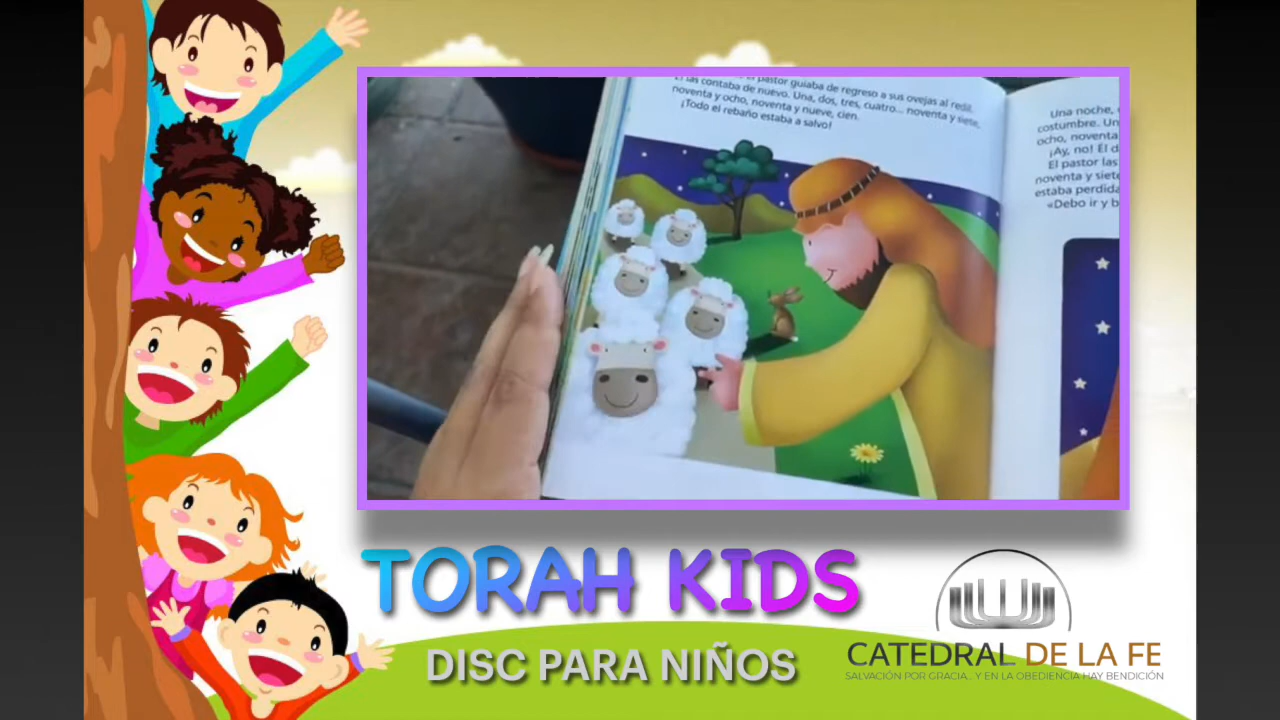 pastor guiaba de regreso a sus ovejas al redil.
El las contaba de nuevo. Una, dos, tres, cuatro... noventa y siete,
noventa y ocho, noventa y nueve, cien.
¡Todo el rebaño estaba a salvo!
Una noche,
costumbre. Un
ocho, noventa
¡Ay, no! El d
El pastor las
noventa y siete
estaba perdida
«Debo ir y b
TORAH KIDS
DISC PARA NIÑOS
CATEDRAL DE LA FE
SALVACIÓN POR GRACIA.. Y EN LA OBEDIENCIA HAY BENDICIÓN